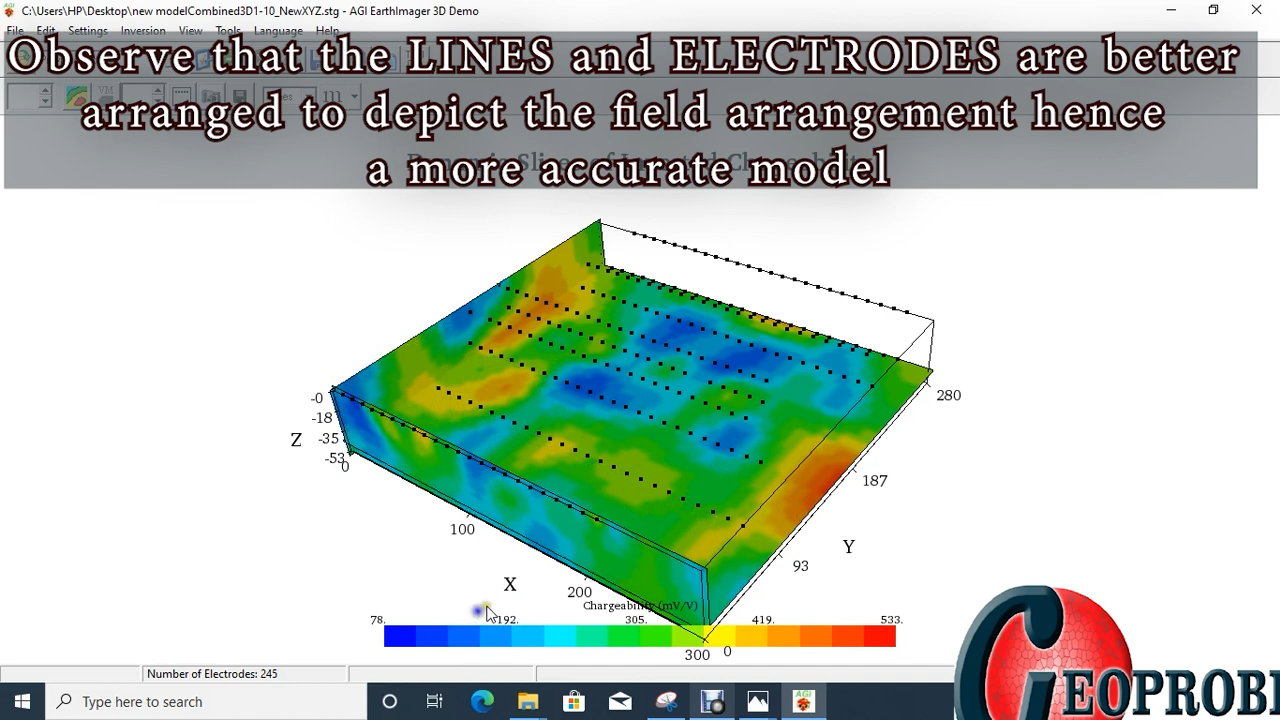 C:\Users\HP\Desktop\new modelCombined3D1-10_NewXYZ.stg - AGI EarthImager 3D Demo
File Edit Settings Inversion View Tools Language Help
Observe that the LINES and ELECTRODES are better
arranged to depict the field arrangement hence
a more accurate model
VM
m
-0
-18
Z
-35
-53
0
100
X
200
300
0
93
Y
187
280
Chargeability (mV/V)
78. 192. 305. 419. 533.
Number of Electrodes: 245
Type here to search
GEOPROB